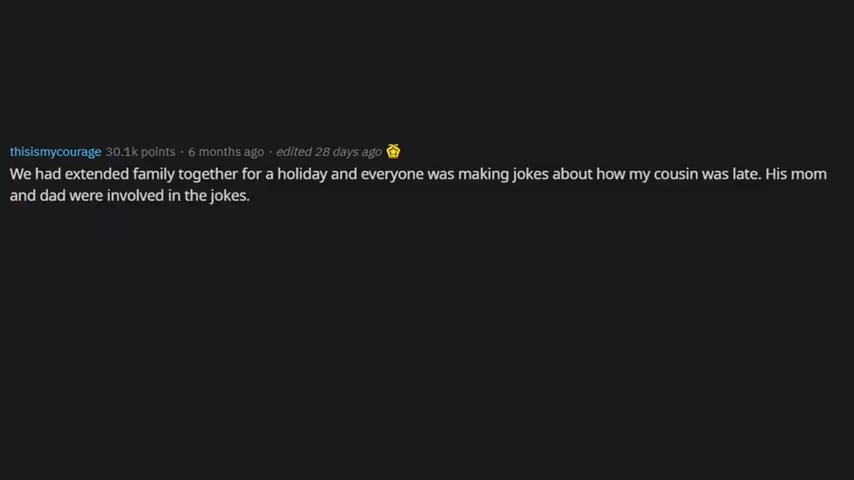 thisismycourage 30.1k points · 6 months ago · edited 28 days ago
We had extended family together for a holiday and everyone was making jokes about how my cousin was late. His mom
and dad were involved in the jokes.